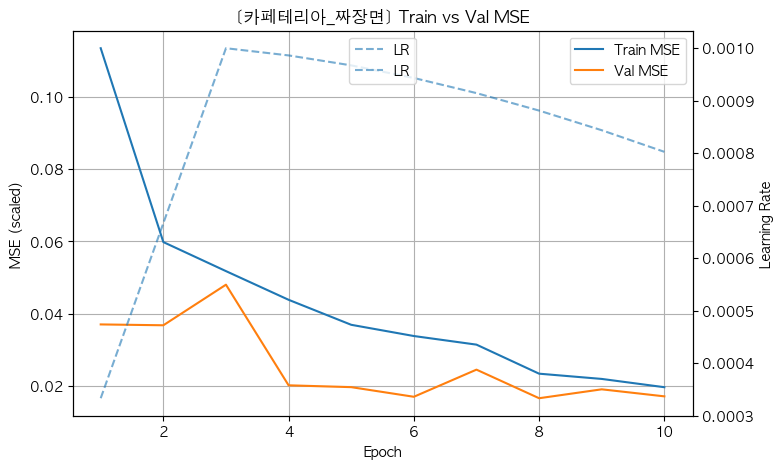 [카페테리아_짜장면] Train vs Val MSE
MSE (scaled)
0.10
0.08
0.06
0.04
0.02
LR
LR
Train MSE
Val MSE
0.0010
0.0009
0.0008
0.0007
0.0006
0.0005
0.0004
0.0003
Learning Rate
2 4 6 8 10
Epoch